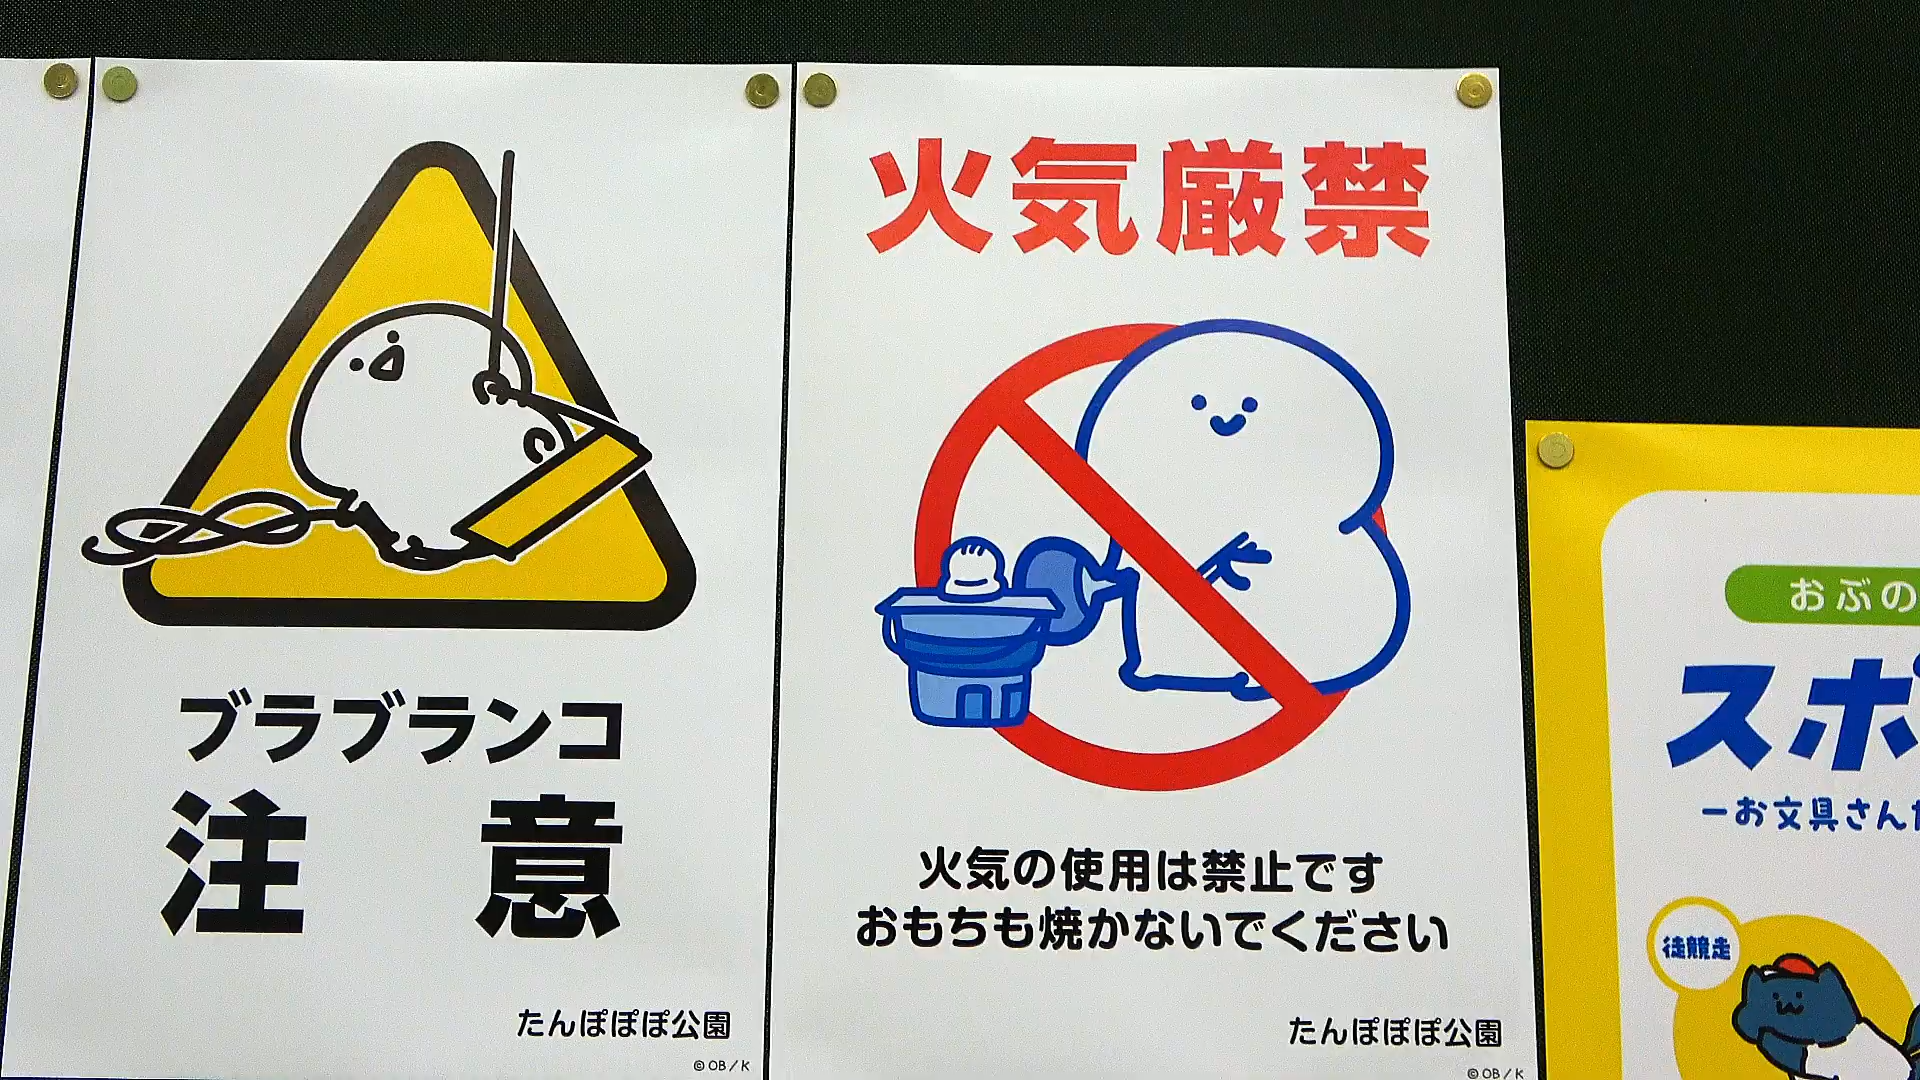 ブラブランコ
注意
たんぽぽぽ公園
©OB/K
火気厳禁
火気の使用は禁止です
おもちも焼かないでください
たんぽぽぽ公園
©OB/K
おぶの
スポ
ーお文具さん
徒競走